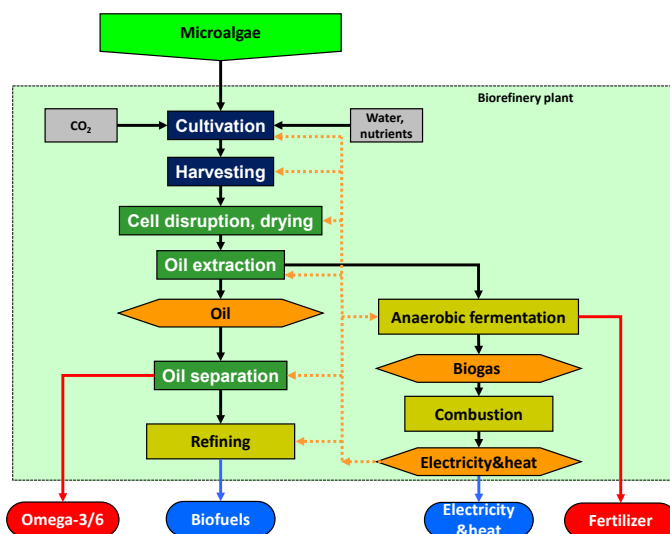 Microalgae
Biorefinery plant
CO₂
Cultivation
Water,
nutrients
Harvesting
Cell disruption, drying
Oil extraction
Oil
Anaerobic fermentation
Biogas
Oil separation
Combustion
Refining
Electricity&heat
Omega-3/6
Biofuels
Electricity
&heat
Fertilizer